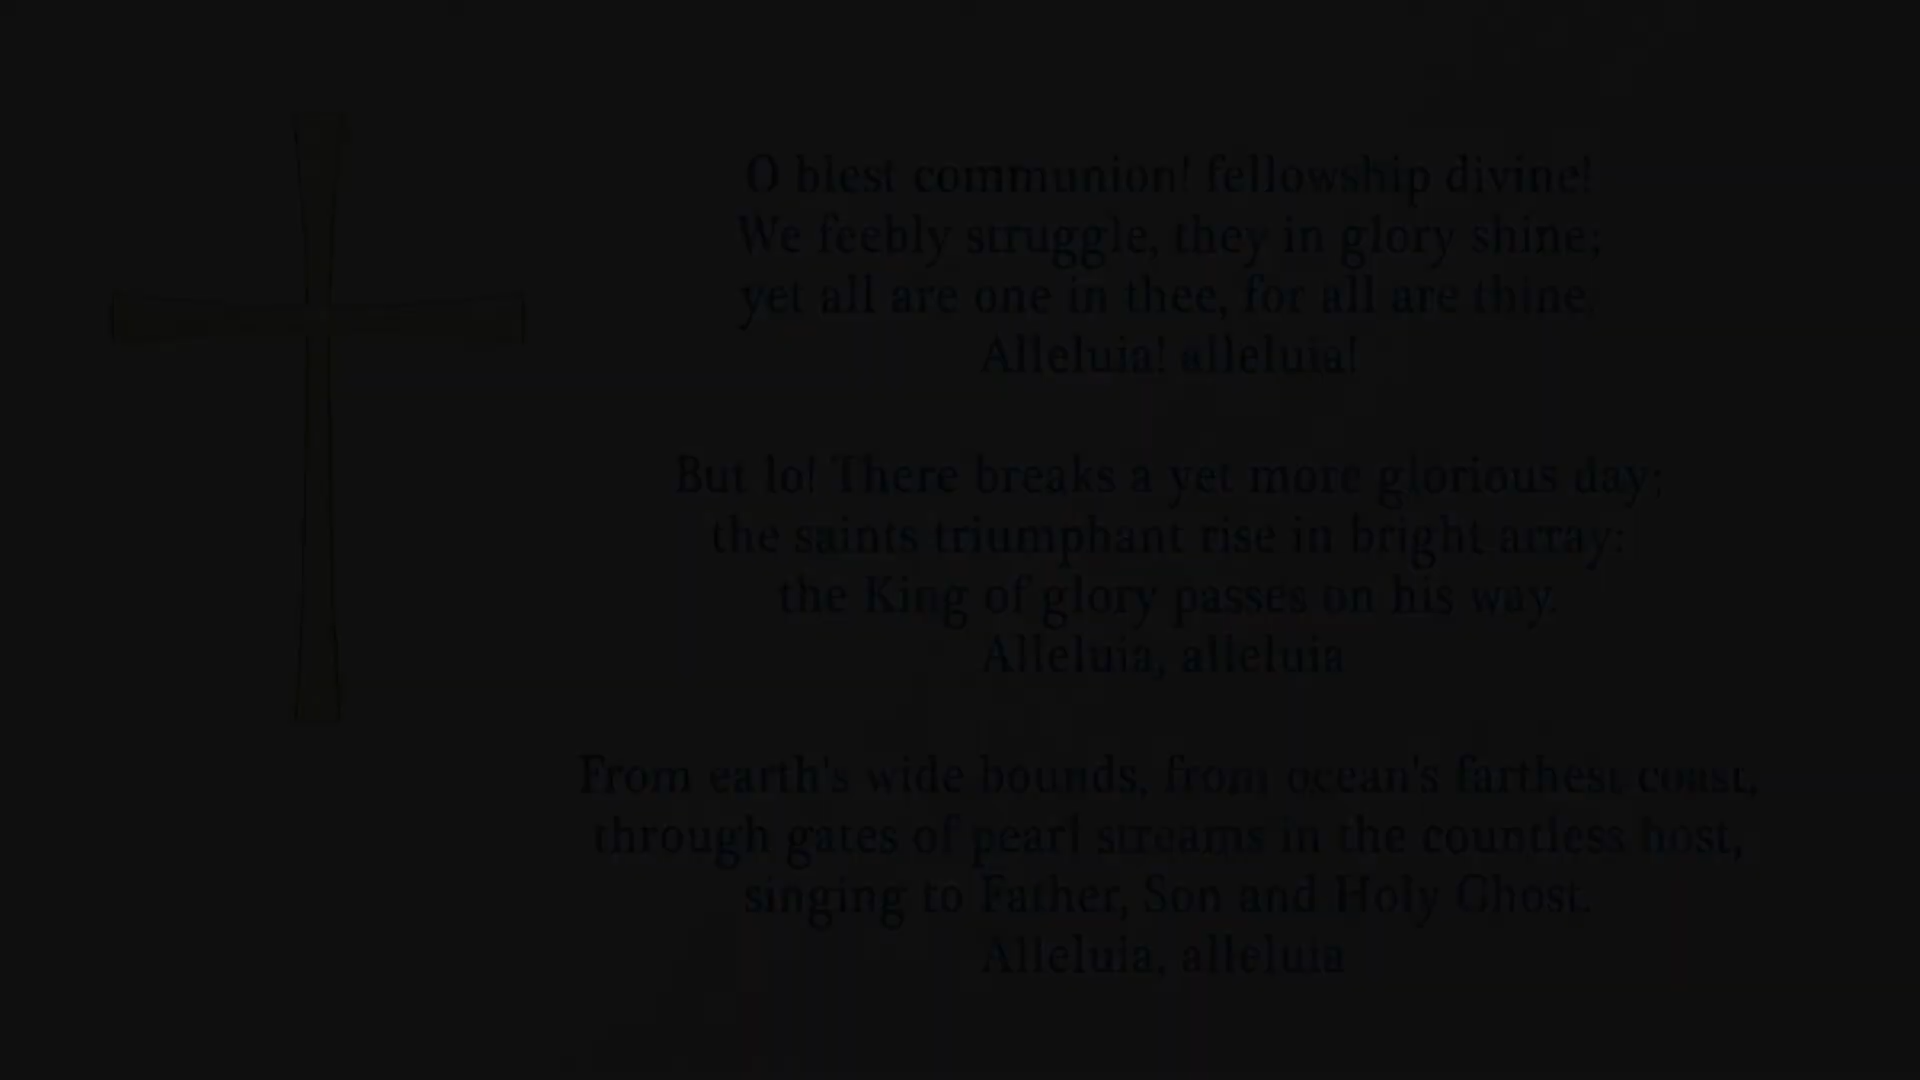 O blest communion! fellowship divine!
We feebly struggle, they in glory shine;
yet all are one in thee, for all are thine.
Alleluia! alleluia!
But lo! There breaks a yet more glorious day;
the saints triumphant rise in bright array:
the King of glory passes on his way.
Alleluia, alleluia
From earth's wide bounds, from ocean's farthest coast,
through gates of pearl streams in the countless host,
singing to Father, Son and Holy Ghost.
Alleluia, alleluia